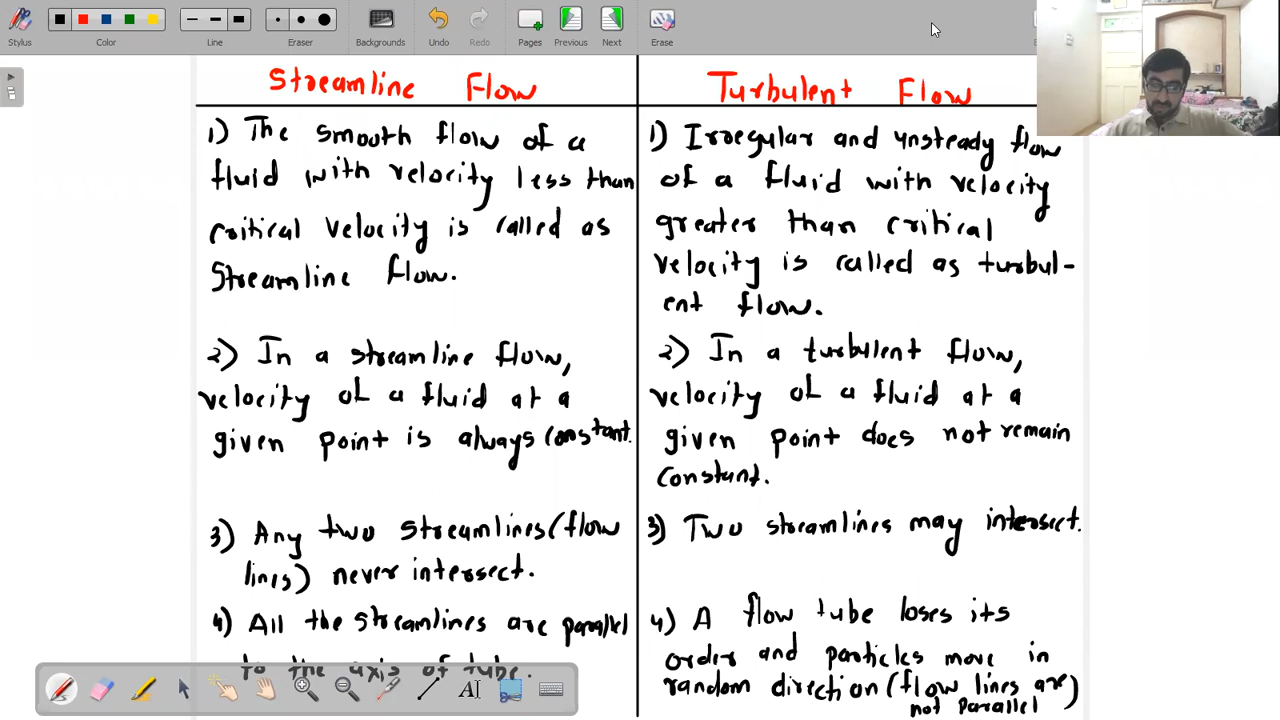 Stylus
Color
Line
Eraser
Backgrounds
Undo
Redo
Pages
Previous
Next
Erase
Streamline Flow
1) The smooth flow of a
fluid with velocity less than
critical velocity is called as
Streamline flow.
2) In a streamline flow,
velocity of a fluid at a
given point is always constant.
3) Any two streamlines (flow
lines) never intersect.
4) All the streamlines are parallel
to the axis of tube.
Turbulent Flow
1) Irregular and unsteady flow
of a fluid with velocity
greater than critical
velocity is called as turbul-
ent flow.
2) In a turbulent flow,
velocity of a fluid at a
given point does not remain
constant.
3) Two streamlines may intersect.
4) A flow tube loses its
order and particles move in
random direction (flow lines are)
not parallel
AI